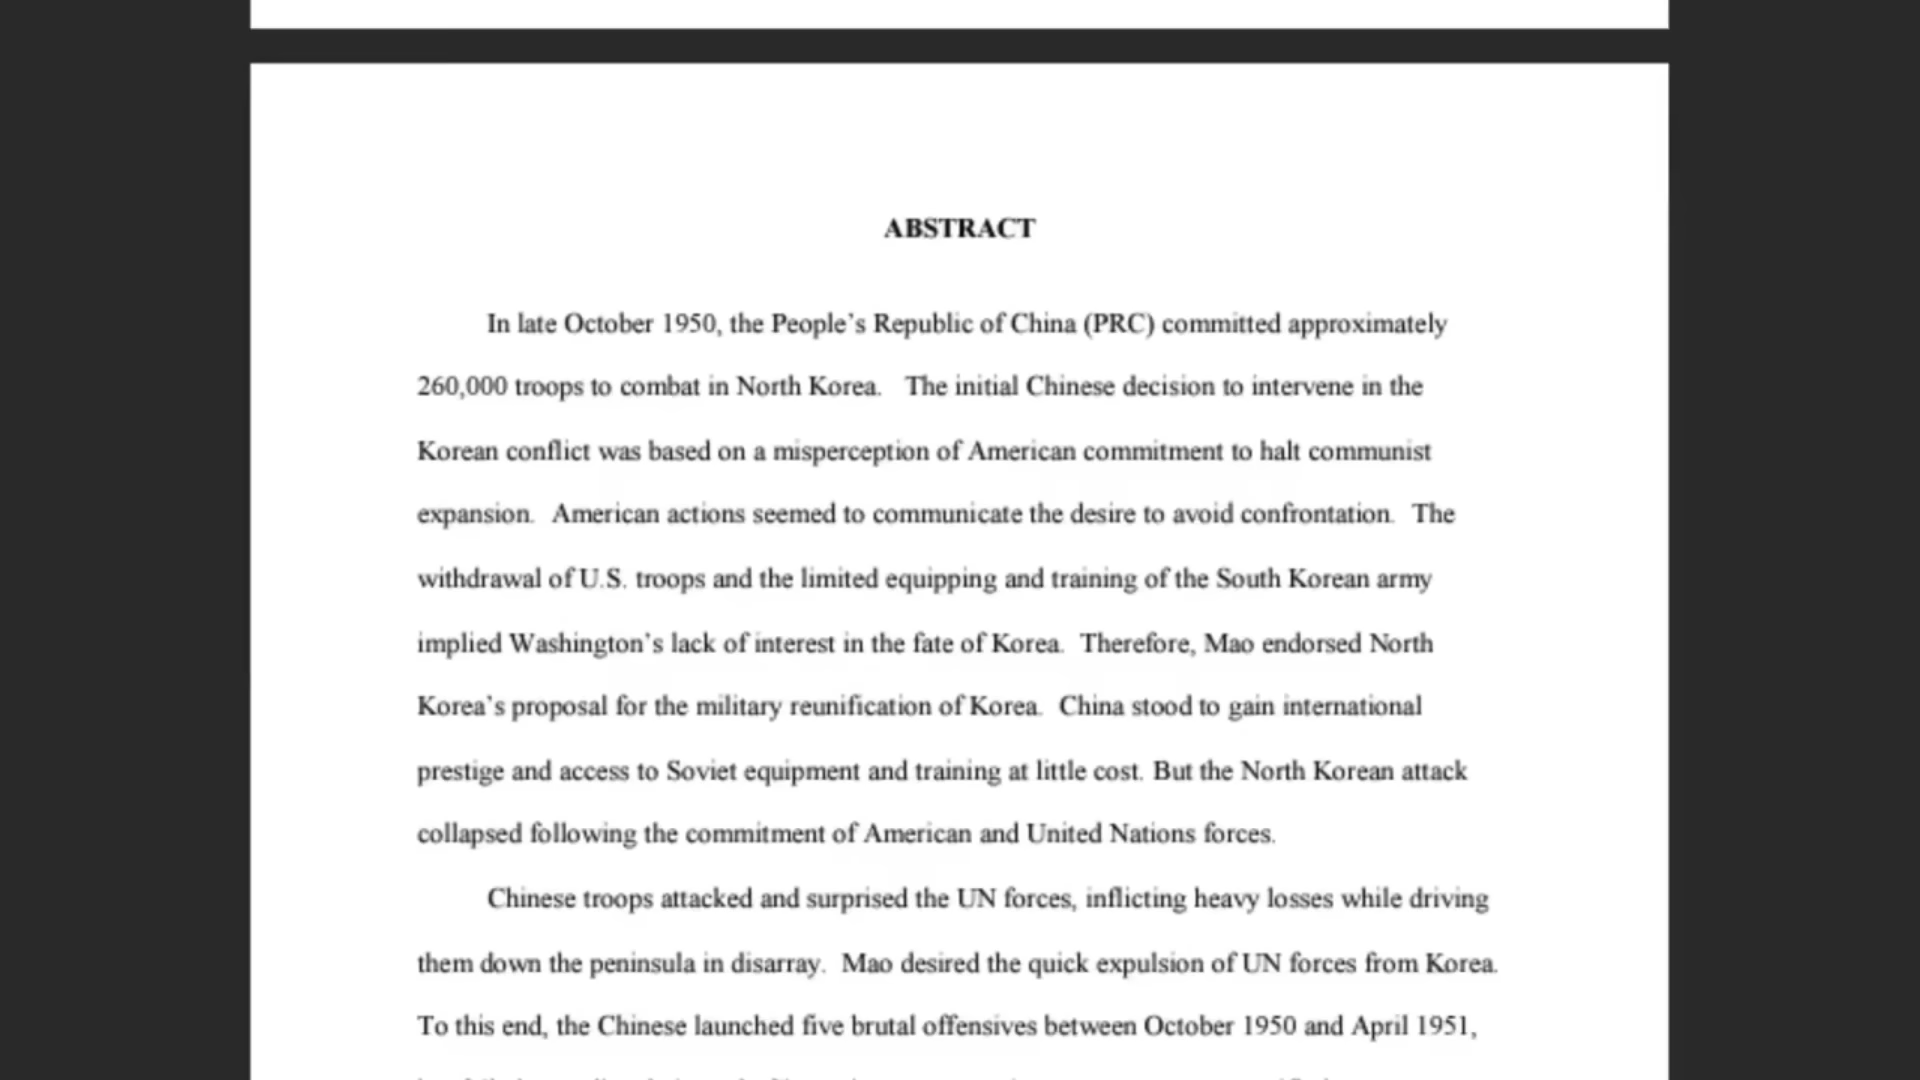 ABSTRACT
In late October 1950, the People's Republic of China (PRC) committed approximately
260,000 troops to combat in North Korea. The initial Chinese decision to intervene in the
Korean conflict was based on a misperception of American commitment to halt communist
expansion. American actions seemed to communicate the desire to avoid confrontation. The
withdrawal of U.S. troops and the limited equipping and training of the South Korean army
implied Washington's lack of interest in the fate of Korea. Therefore, Mao endorsed North
Korea's proposal for the military reunification of Korea. China stood to gain international
prestige and access to Soviet equipment and training at little cost. But the North Korean attack
collapsed following the commitment of American and United Nations forces.
Chinese troops attacked and surprised the UN forces, inflicting heavy losses while driving
them down the peninsula in disarray. Mao desired the quick expulsion of UN forces from Korea.
To this end, the Chinese launched five brutal offensives between October 1950 and April 1951,